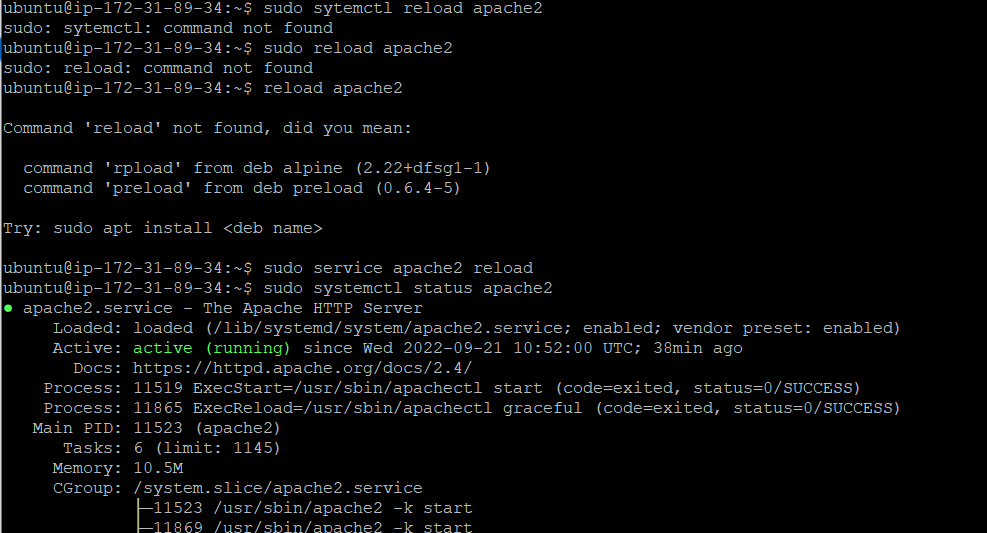 ubuntu@ip-172-31-89-34:~$ sudo sytemctl reload apache2
sudo: sytemctl: command not found
ubuntu@ip-172-31-89-34:~$ sudo reload apache2
sudo: reload: command not found
ubuntu@ip-172-31-89-34:~$ reload apache2
Command 'reload' not found, did you mean:
command 'rpload' from deb alpine (2.22+dfsg1-1)
command 'preload' from deb preload (0.6.4-5)
Try: sudo apt install <deb name>
ubuntu@ip-172-31-89-34:~$ sudo service apache2 reload
ubuntu@ip-172-31-89-34:~$ sudo systemctl status apache2
● apache2.service - The Apache HTTP Server
Loaded: loaded (/lib/systemd/system/apache2.service; enabled; vendor preset: enabled)
Active: active (running) since Wed 2022-09-21 10:52:00 UTC; 38min ago
Docs: https://httpd.apache.org/docs/2.4/
Process: 11519 ExecStart=/usr/sbin/apachectl start (code=exited, status=0/SUCCESS)
Process: 11865 ExecReload=/usr/sbin/apachectl graceful (code=exited, status=0/SUCCESS)
Main PID: 11523 (apache2)
Tasks: 6 (limit: 1145)
Memory: 10.5M
CGroup: /system.slice/apache2.service
├─11523 /usr/sbin/apache2 -k start
├─11869 /usr/sbin/apache2 -k start